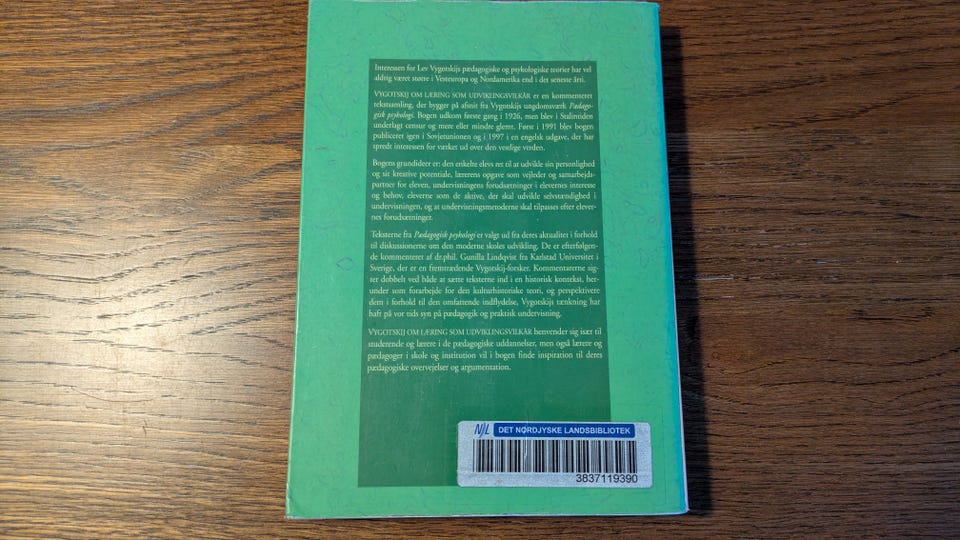 Interessen for Lev Vygotskijs pædagogiske og psykologiske teorier har vel
aldrig været større i Vesteuropa og Nordamerika end i det seneste årti.
VYGOTSKIJ OM LÆRING SOM UDVIKLINGSVILKÅR er en kommenteret
tekstsamling, der bygger på afsnit fra Vygotskijs ungdomsværk Pædago-
gisk psykologi. Bogen udkom første gang i 1926, men blev i Stalintiden
underlagt censur og mere eller mindre glemt. Først i 1991 blev bogen
publiceret igen i Sovjetunionen og i 1997 i en engelsk udgave, der har
spredt interessen for værket ud over den vestlige verden.
Bogens grundideer er: den enkelte elevs ret til at udvikle sin personlighed
og sit kreative potentiale, lærerens opgave som vejleder og samarbejds-
partner for eleven, undervisningens forudsætninger i elevernes interesse
og behov, eleverne som de aktive, der skal udvikle selvstændighed i
undervisningen, og at undervisningsmetoderne skal tilpasses efter elever-
nes forudsætninger.
Teksterne fra Pædagogisk psykologi er valgt ud fra deres aktualitet i forhold
til diskussionerne om den moderne skoles udvikling. De er efterfølgen-
de kommenteret af dr.phil. Gunilla Lindqvist fra Karlstad Universitet i
Sverige, der er en fremtrædende Vygotskij-forsker. Kommentarerne sig-
ter dobbelt ved både at sætte teksterne ind i en historisk kontekst, her-
under som forarbejde for den kulturhistoriske teori, og perspektivere
dem i forhold til den omfattende indflydelse, Vygotskijs tænkning har
haft på vor tids syn på pædagogik og praktisk undervisning.
VYGOTSKIJ OM LÆRING SOM UDVIKLINGSVILKÅR henvender sig især til
studerende og lærere i de pædagogiske uddannelser, men også lærere og
pædagoger i skole og institution vil i bogen finde inspiration til deres
pædagogiske overvejelser og argumentation.
NJL DET NORDJYSKE LANDSBIBLIOTEK
3837119390